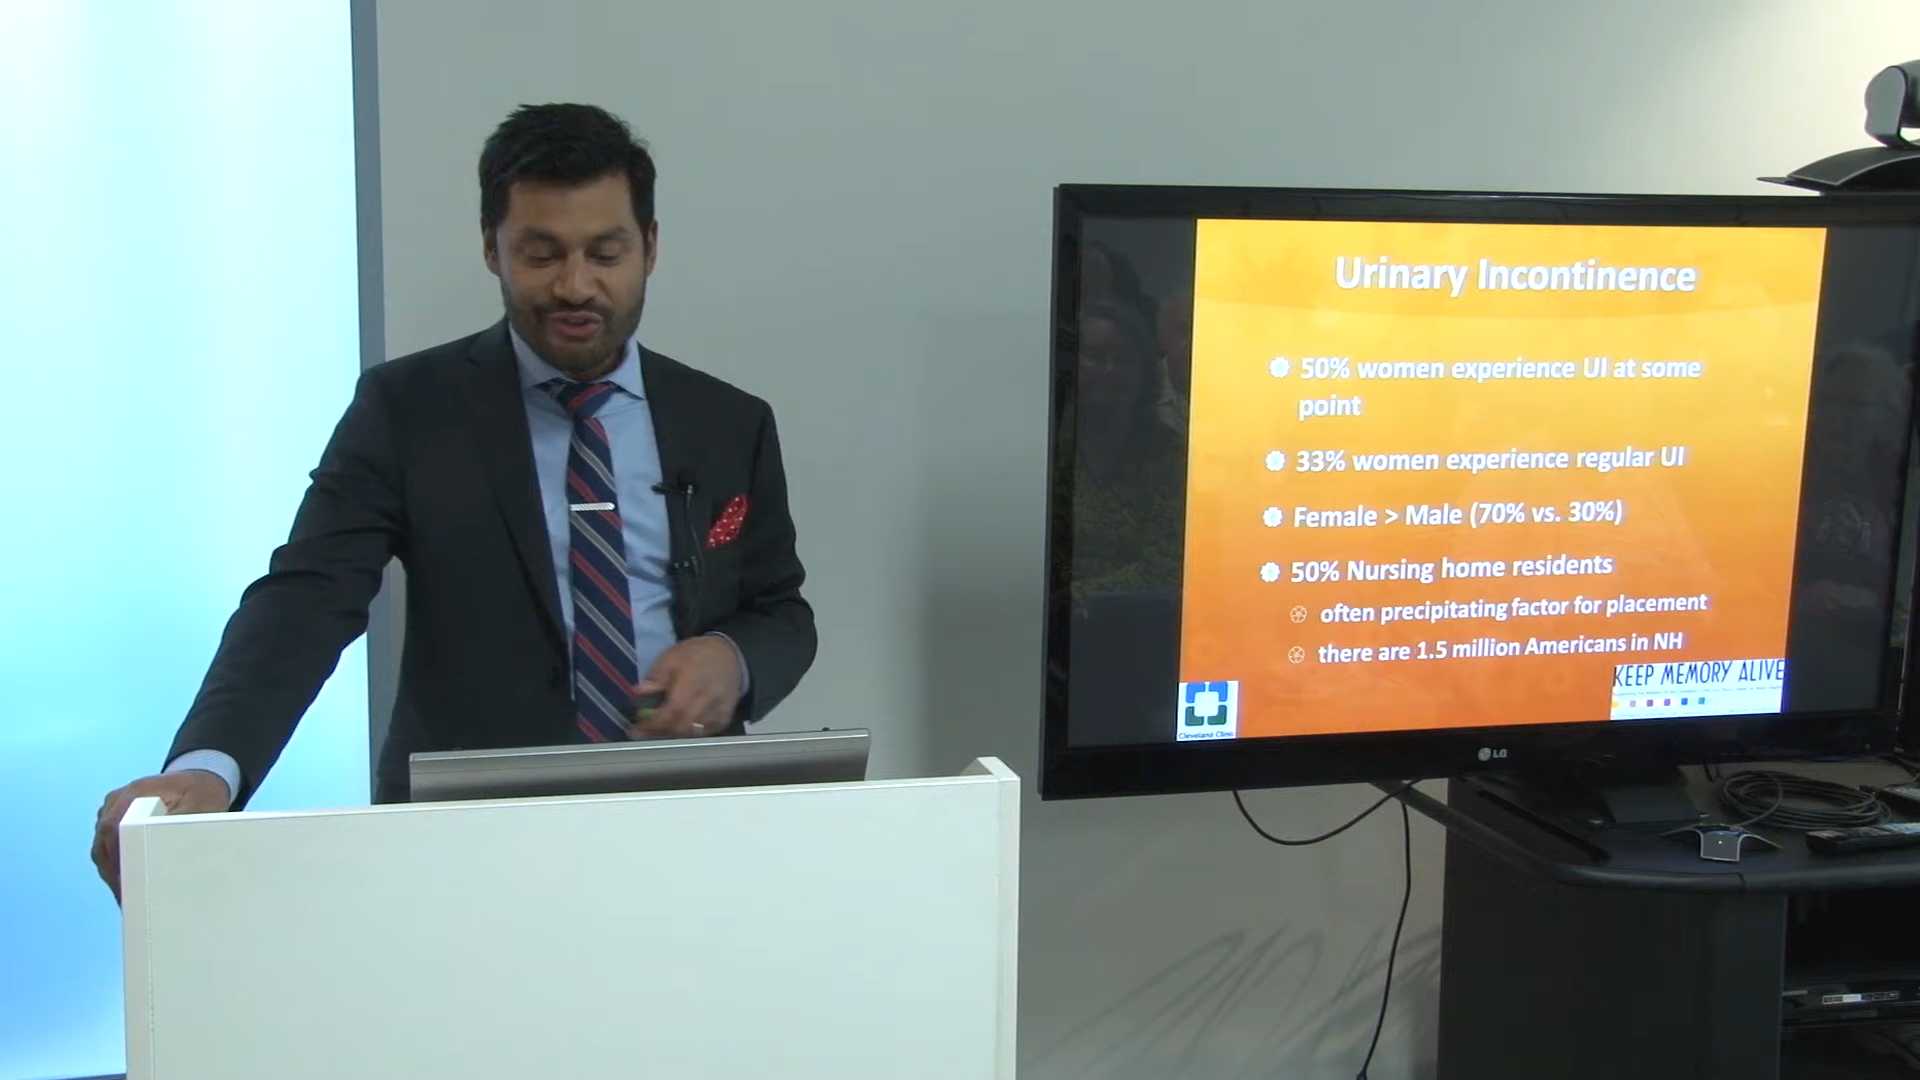 Urinary Incontinence
50% women experience UI at some
point
33% women experience regular UI
Female > Male (70% vs. 30%)
50% Nursing home residents
often precipitating factor for placement
there are 1.5 million Americans in NH
KEEP MEMORY ALIVE
Cleveland Clinic
LG